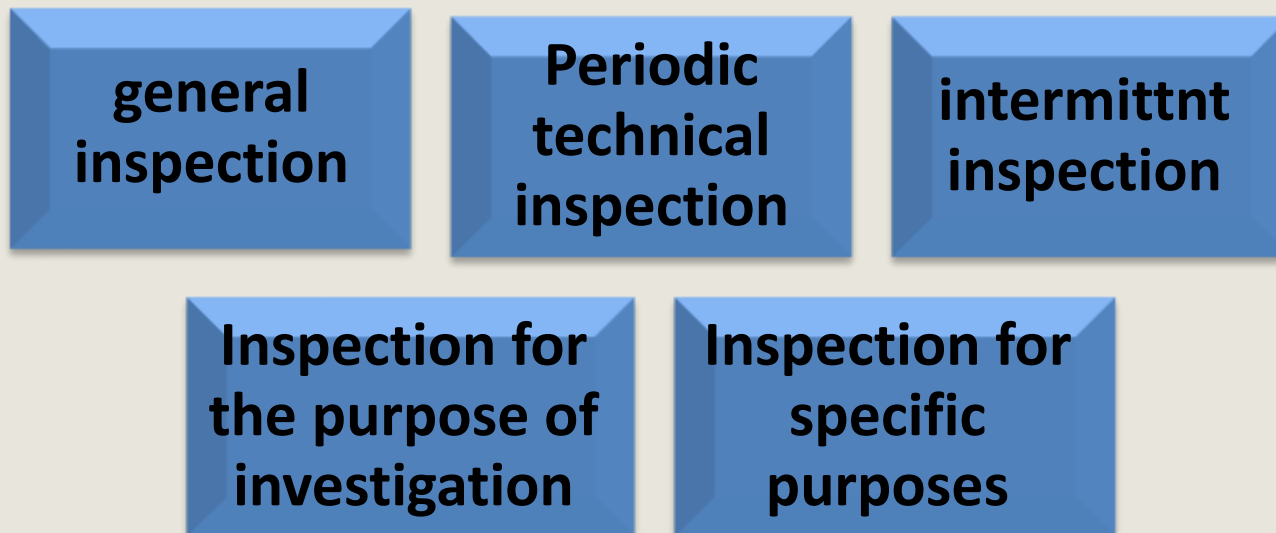 general
inspection
Periodic
technical
inspection
intermittnt
inspection
Inspection for
the purpose of
investigation
Inspection for
specific
purposes